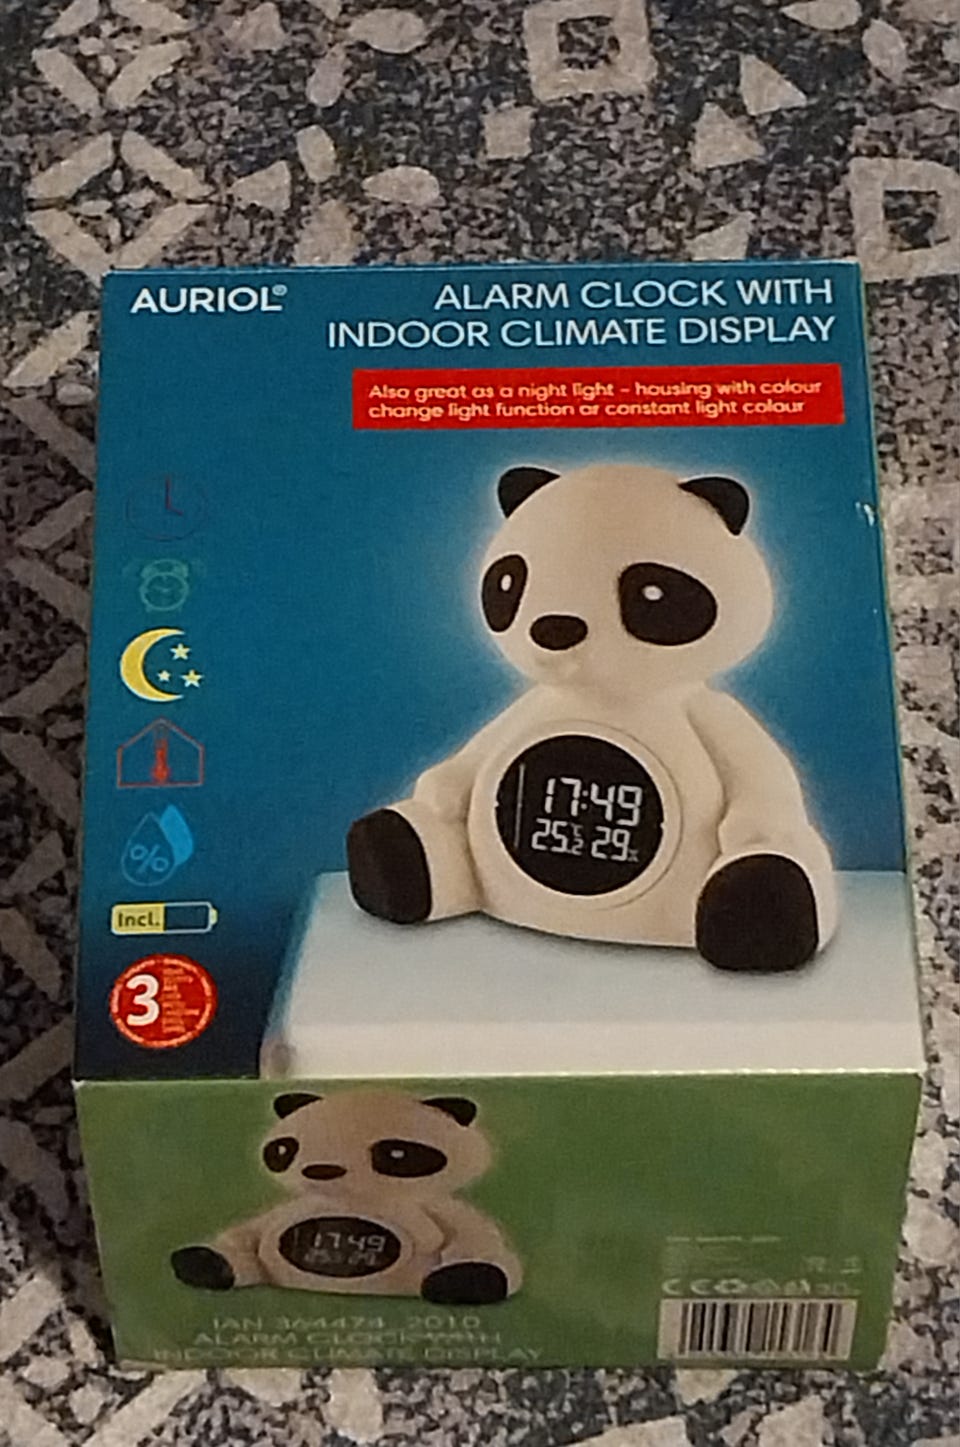 AURIOL®
ALARM CLOCK WITH
INDOOR CLIMATE DISPLAY
Also great as a night light – housing with colour
change light function or constant light colour
17:49
25.2 °C 29%
%
Incl.
3
17:49
IAN 364474_2010
ALARM CLOCK WITH
INDOOR CLIMATE DISPLAY